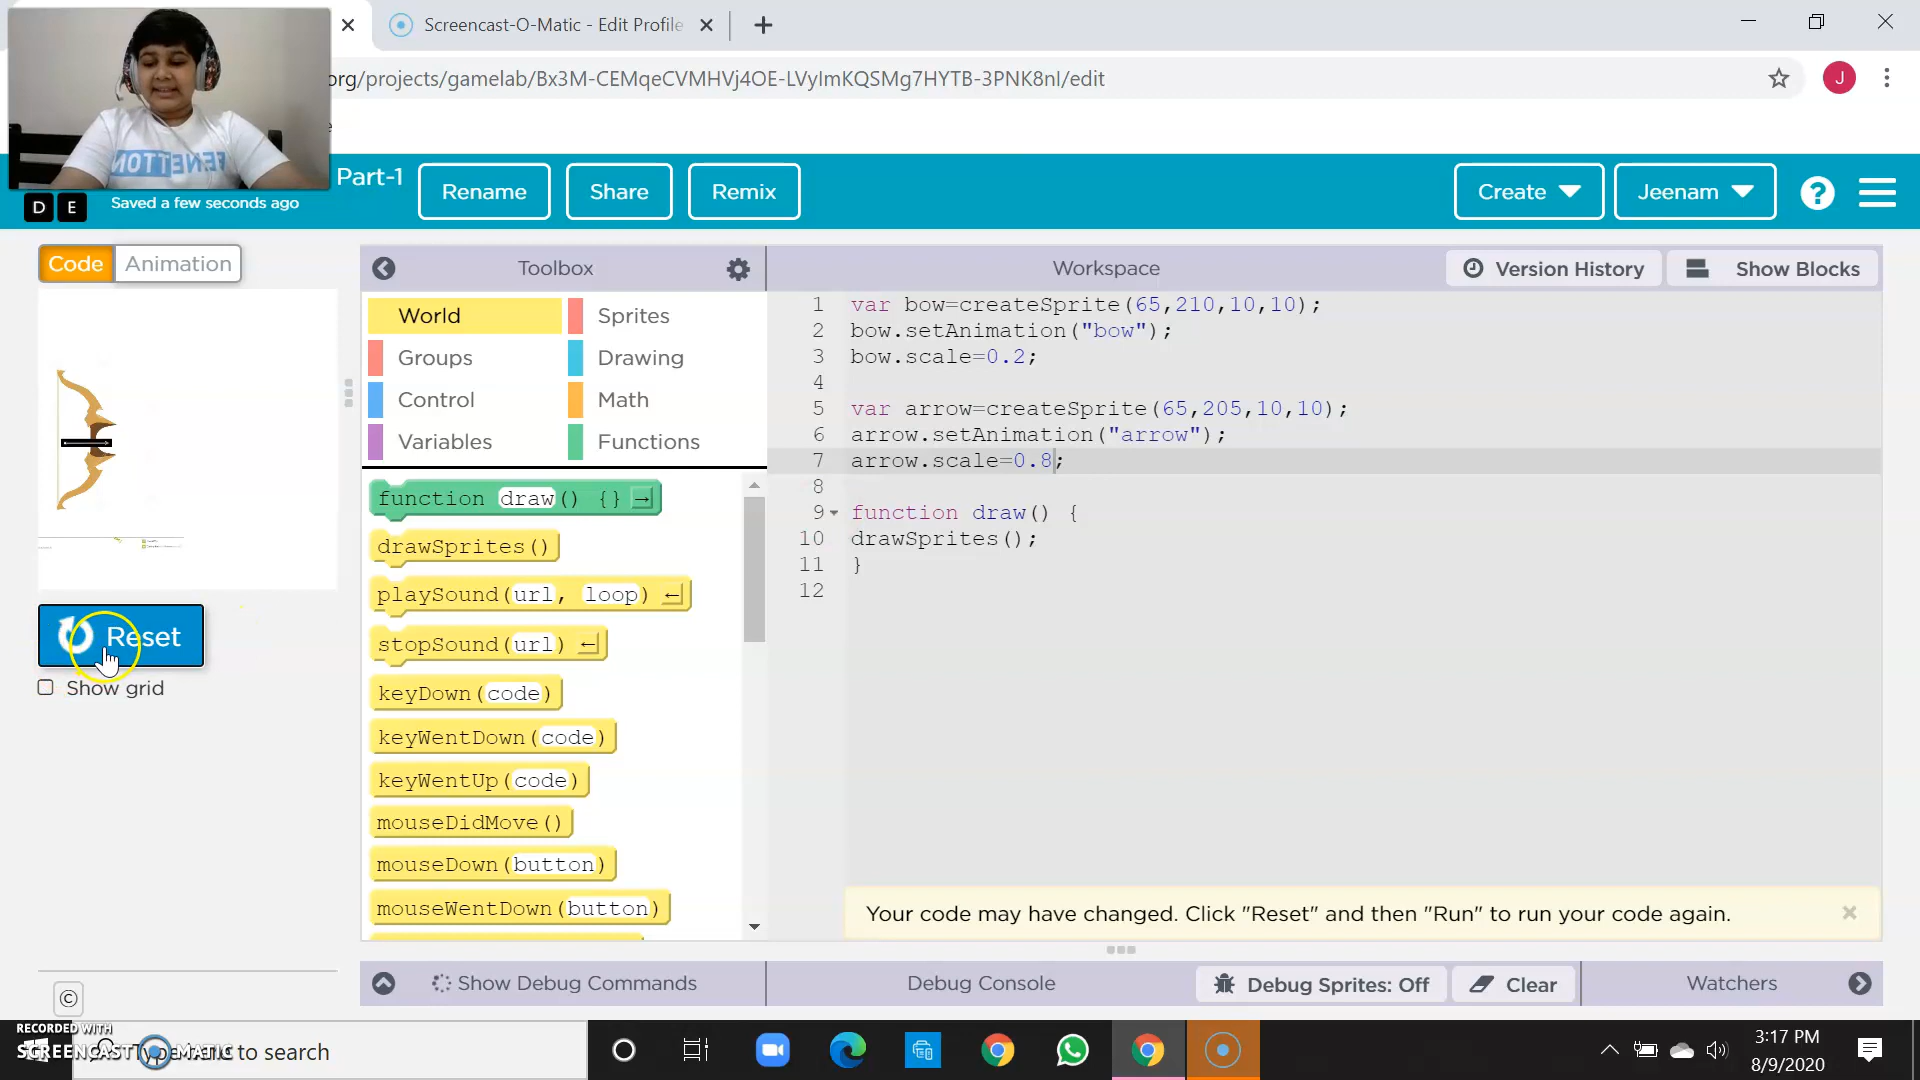 Screencast-O-Matic - Edit Profile
org/projects/gamelab/Bx3M-CEMqeCVMHVj4OE-LVyImKQSMg7HYTB-3PNK8nI/edit
J
Part-1
Rename
Share
Remix
Create
Jeenam
?
D E
Saved a few seconds ago
Code
Animation
Toolbox
Workspace
Version History
Show Blocks
World
Sprites
Groups
Drawing
Control
Math
Variables
Functions
function draw() {}
drawSprites()
playSound(url, loop)
stopSound(url)
keyDown(code)
keyWentDown(code)
keyWentUp(code)
mouseDidMove()
mouseDown(button)
mouseWentDown(button)
1 var bow=createSprite(65,210,10,10);
2 bow.setAnimation("bow");
3 bow.scale=0.2;
4
5 var arrow=createSprite(65,205,10,10);
6 arrow.setAnimation("arrow");
7 arrow.scale=0.8;
8
9 function draw() {
10 drawSprites();
11 }
12
Reset
Show grid
Your code may have changed. Click "Reset" and then "Run" to run your code again.
Show Debug Commands
Debug Console
Debug Sprites: Off
Clear
Watchers
©
RECORDED WITH
SCREENCAST MATIC
to search
3:17 PM
8/9/2020